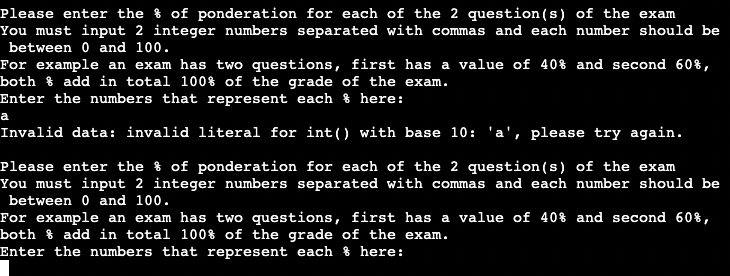 Please enter the % of ponderation for each of the 2 question(s) of the exam
You must input 2 integer numbers separated with commas and each number should be
between 0 and 100.
For example an exam has two questions, first has a value of 40% and second 60%,
both % add in total 100% of the grade of the exam.
Enter the numbers that represent each % here:
a
Invalid data: invalid literal for int() with base 10: 'a', please try again.
Please enter the % of ponderation for each of the 2 question(s) of the exam
You must input 2 integer numbers separated with commas and each number should be
between 0 and 100.
For example an exam has two questions, first has a value of 40% and second 60%,
both % add in total 100% of the grade of the exam.
Enter the numbers that represent each % here: